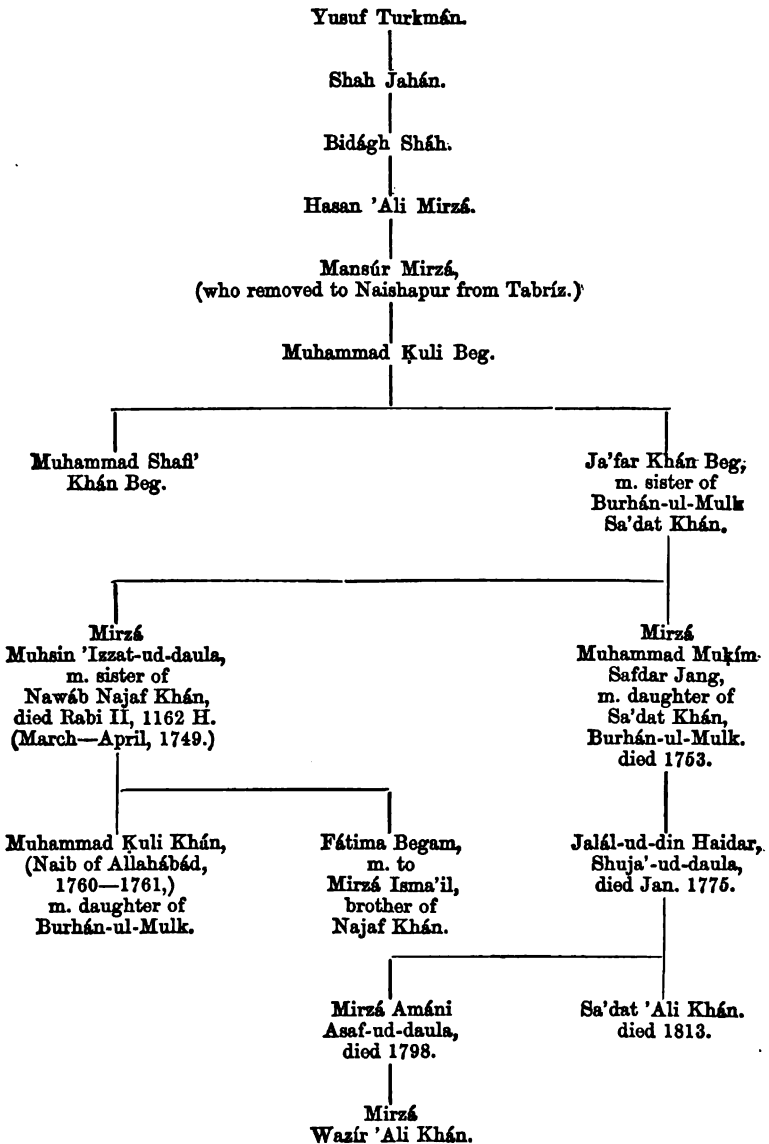 Yusuf Turkmán.
Shah Jahán.
Bidágh Sháh.
Hasan 'Ali Mirzá.
Mansúr Mirzá,
(who removed to Naishapur from Tabríz.)
Muhammad Ḳuli Beg.
Muhammad Shafi'
Khán Beg.
Ja'far Khán Beg,
m. sister of
Burhán-ul-Mulk
Sa'dat Khán.
Mirzá
Muhsin 'Izzat-ud-daula,
m. sister of
Nawáb Najaf Khán,
died Rabi II, 1162 H.
(March—April, 1749.)
Mirzá
Muhammad Muḳím
Safdar Jang,
m. daughter of
Sa'dat Khán,
Burhán-ul-Mulk.
died 1753.
Muhammad Ḳuli Khán,
(Naib of Allahábád,
1760—1761,)
m. daughter of
Burhán-ul-Mulk.
Fátima Begam,
m. to
Mirzá Isma'il,
brother of
Najaf Khán.
Jalál-ud-din Haidar,
Shuja'-ud-daula,
died Jan. 1775.
Mirzá Amáni
Asaf-ud-daula,
died 1798.
Sa'dat 'Ali Khán.
died 1813.
Mirzá
Wazír 'Ali Khán.